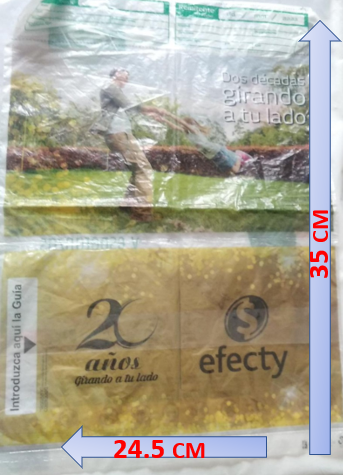 Dos décadas
girando
a tu lado
35 CM
Introduzca aquí la Guia
20
años
Girando a tu lado
efecty
24.5 CM